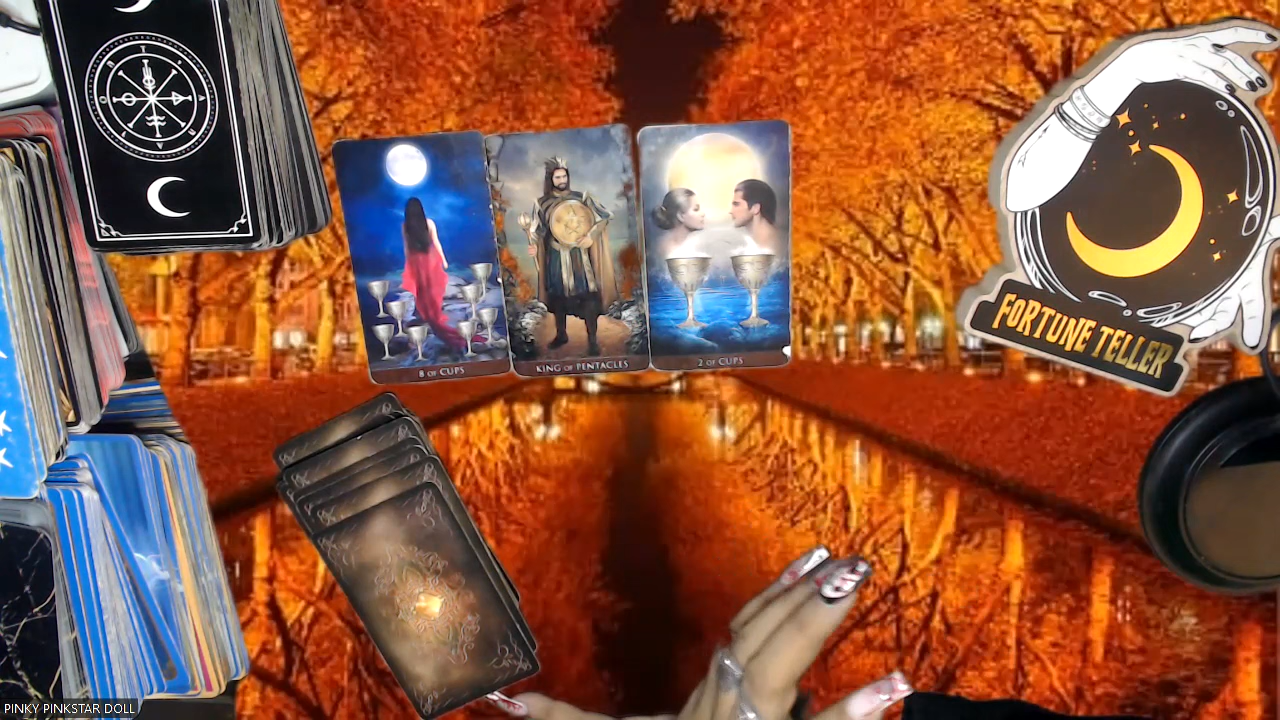 8 OF CUPS
KING OF PENTACLES
2 OF CUPS
FORTUNE TELLER
PINKY PINKSTAR DOLL